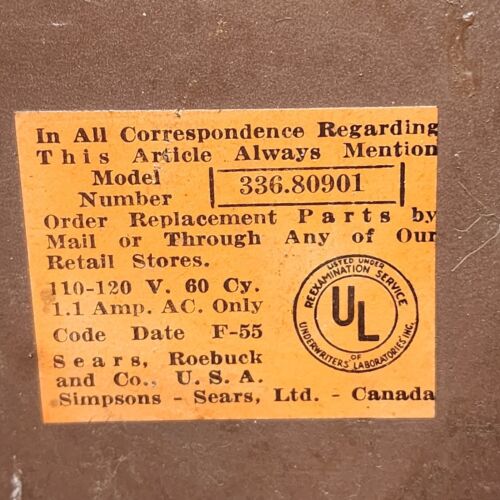 In All Correspondence Regarding
This Article Always Mention
Model
Number
336.80901
Order Replacement Parts by
Mail or Through Any of Our
Retail Stores.
110-120 V. 60 Cy.
1.1 Amp. AC. Only
Code Date F-55
Sears, Roebuck
and Co., U. S. A.
Simpsons - Sears, Ltd. - Canada
LISTED UNDER
REEXAMINATION SERVICE
UL
UNDERWRITERS
OF LABORATORIES INC.